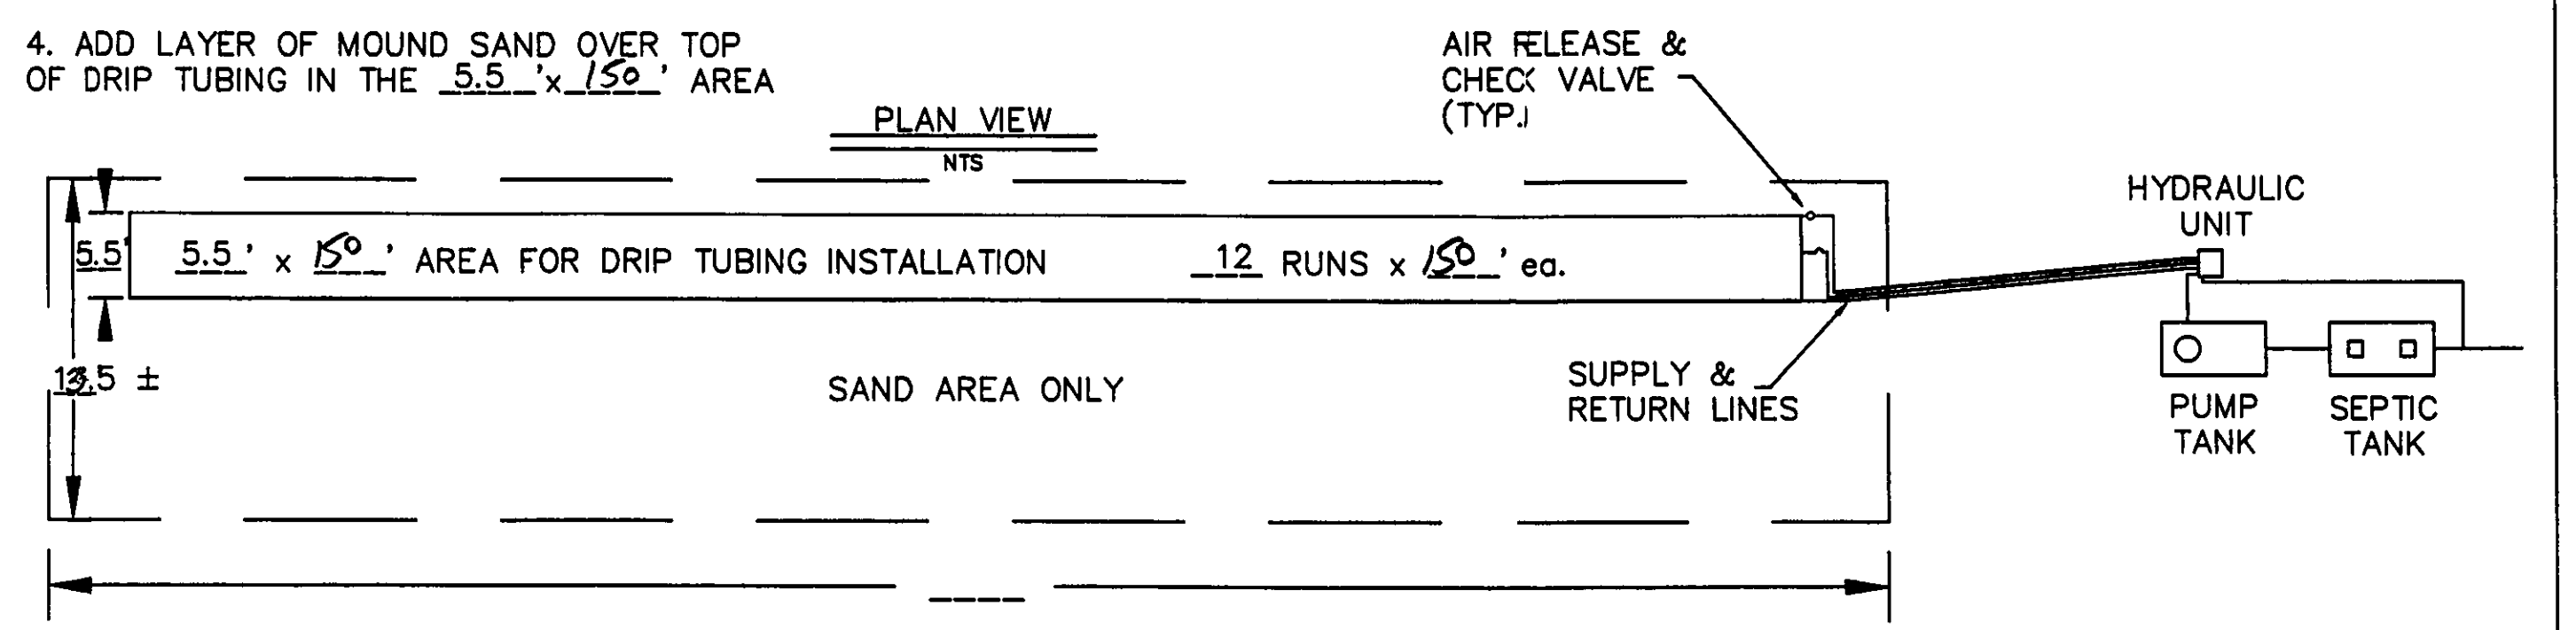 4. ADD LAYER OF MOUND SAND OVER TOP
OF DRIP TUBING IN THE 5.5 'x 150 ' AREA
AIR RELEASE &
CHECK VALVE
(TYP.)
PLAN VIEW
NTS
HYDRAULIC
UNIT
5.5'
5.5 ' x 150 ' AREA FOR DRIP TUBING INSTALLATION
12 RUNS x 150 ' ea.
13.5 ±
SAND AREA ONLY
SUPPLY &
RETURN LINES
PUMP
TANK
SEPTIC
TANK